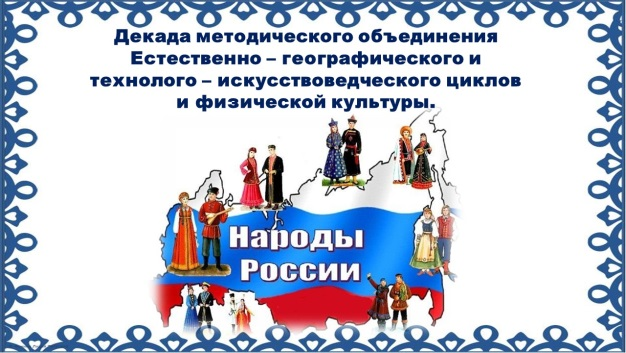 Декада методического объединения
Естественно – географического и
технолого – искусствоведческого циклов
и физической культуры.
Народы
России